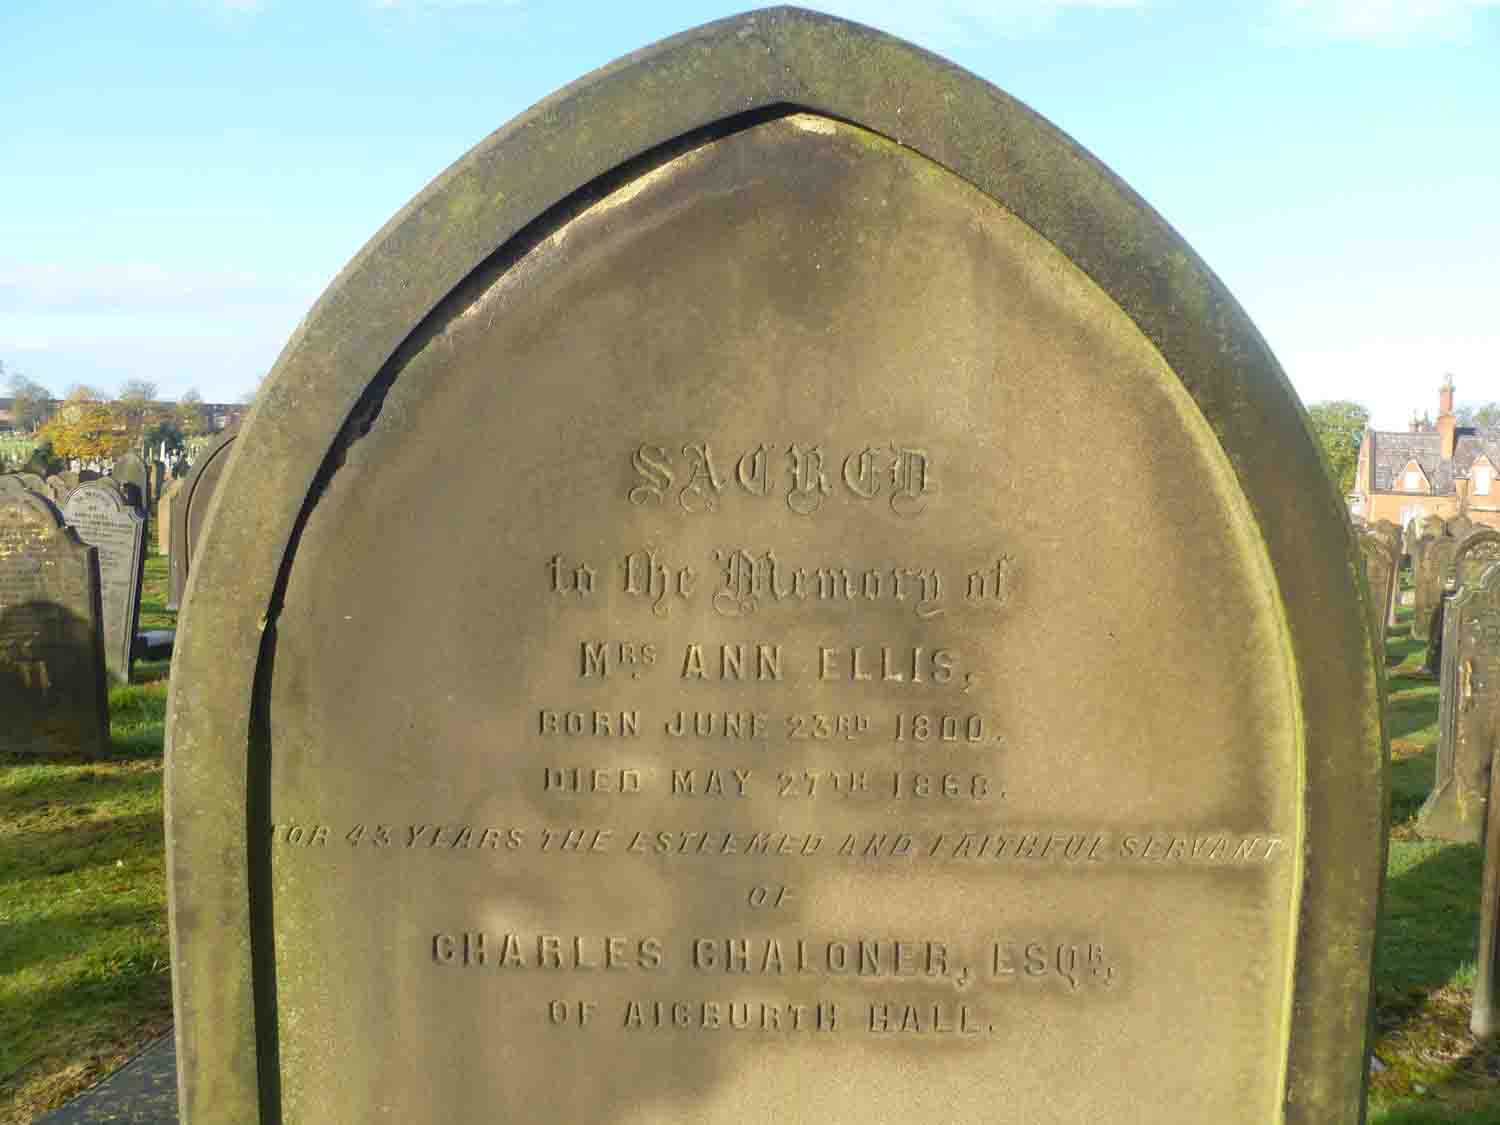 SACRED
to the Memory of
MRS. ANN ELLIS,
BORN JUNE 23RD 1800.
DIED MAY 27TH 1868.
FOR 43 YEARS THE ESTEEMED AND FAITHFUL SERVANT
OF
CHARLES CHALONER, ESQR,
OF AIGBURTH HALL.